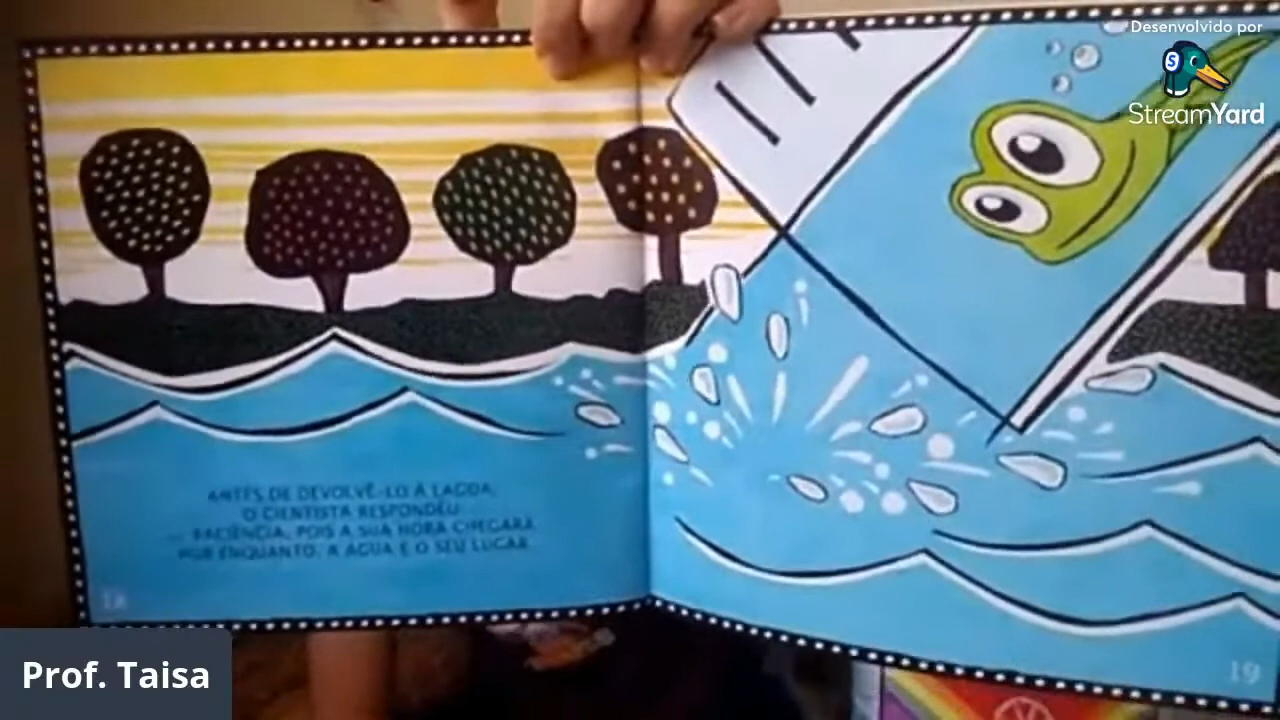 Desenvolvido por
StreamYard
ANTES DE DEVOLVÊ-LO À LAGOA,
O CIENTISTA RESPONDEU:
— PACIÊNCIA, POIS A SUA HORA CHEGARÁ
POR ENQUANTO, A ÁGUA É O SEU LUGAR.
18
19
Prof. Taisa